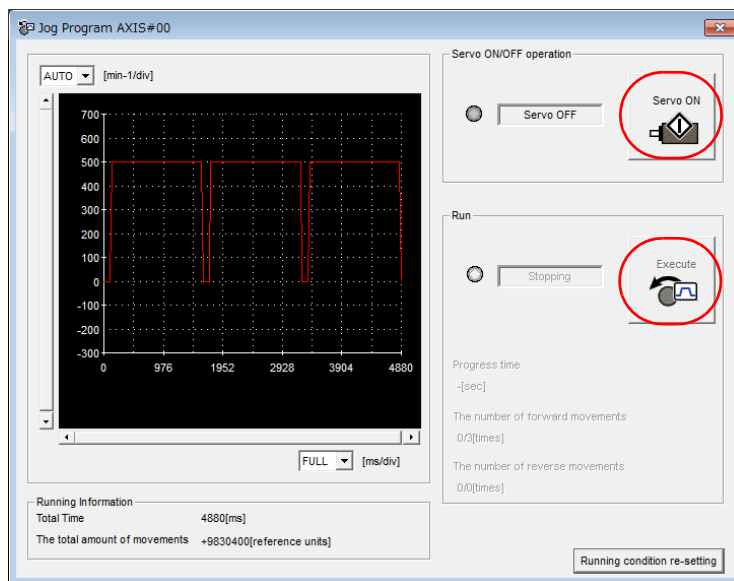 Jog Program AXIS#00
AUTO [min-1/div]
700
600
500
400
300
200
100
0
-100
-200
-300
0 976 1952 2928 3904 4880
FULL [ms/div]
Running Information
Total Time 4880[ms]
The total amount of movements +9830400[reference units]
Servo ON/OFF operation
Servo OFF
Servo ON
Run
Stopping
Execute
Progress time
-[sec]
The number of forward movements
0/3[times]
The number of reverse movements
0/0[times]
Running condition re-setting